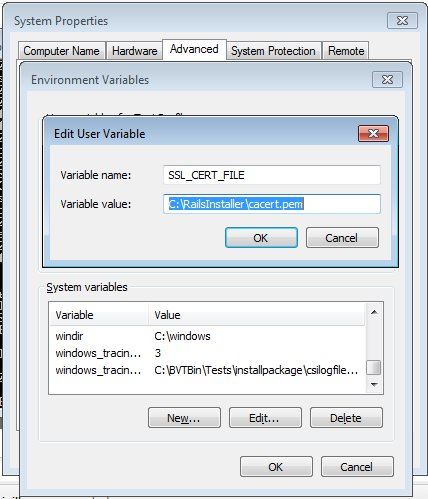 System Properties
Computer Name Hardware Advanced System Protection Remote
Environment Variables
Edit User Variable
Variable name: SSL_CERT_FILE
Variable value: C:\RailsInstaller\cacert.pem
OK Cancel
System variables
Variable Value
windir C:\windows
windows_tracin... 3
windows_tracin... C:\BVTBin\Tests\installpackage\csilogfile...
New... Edit... Delete
OK Cancel